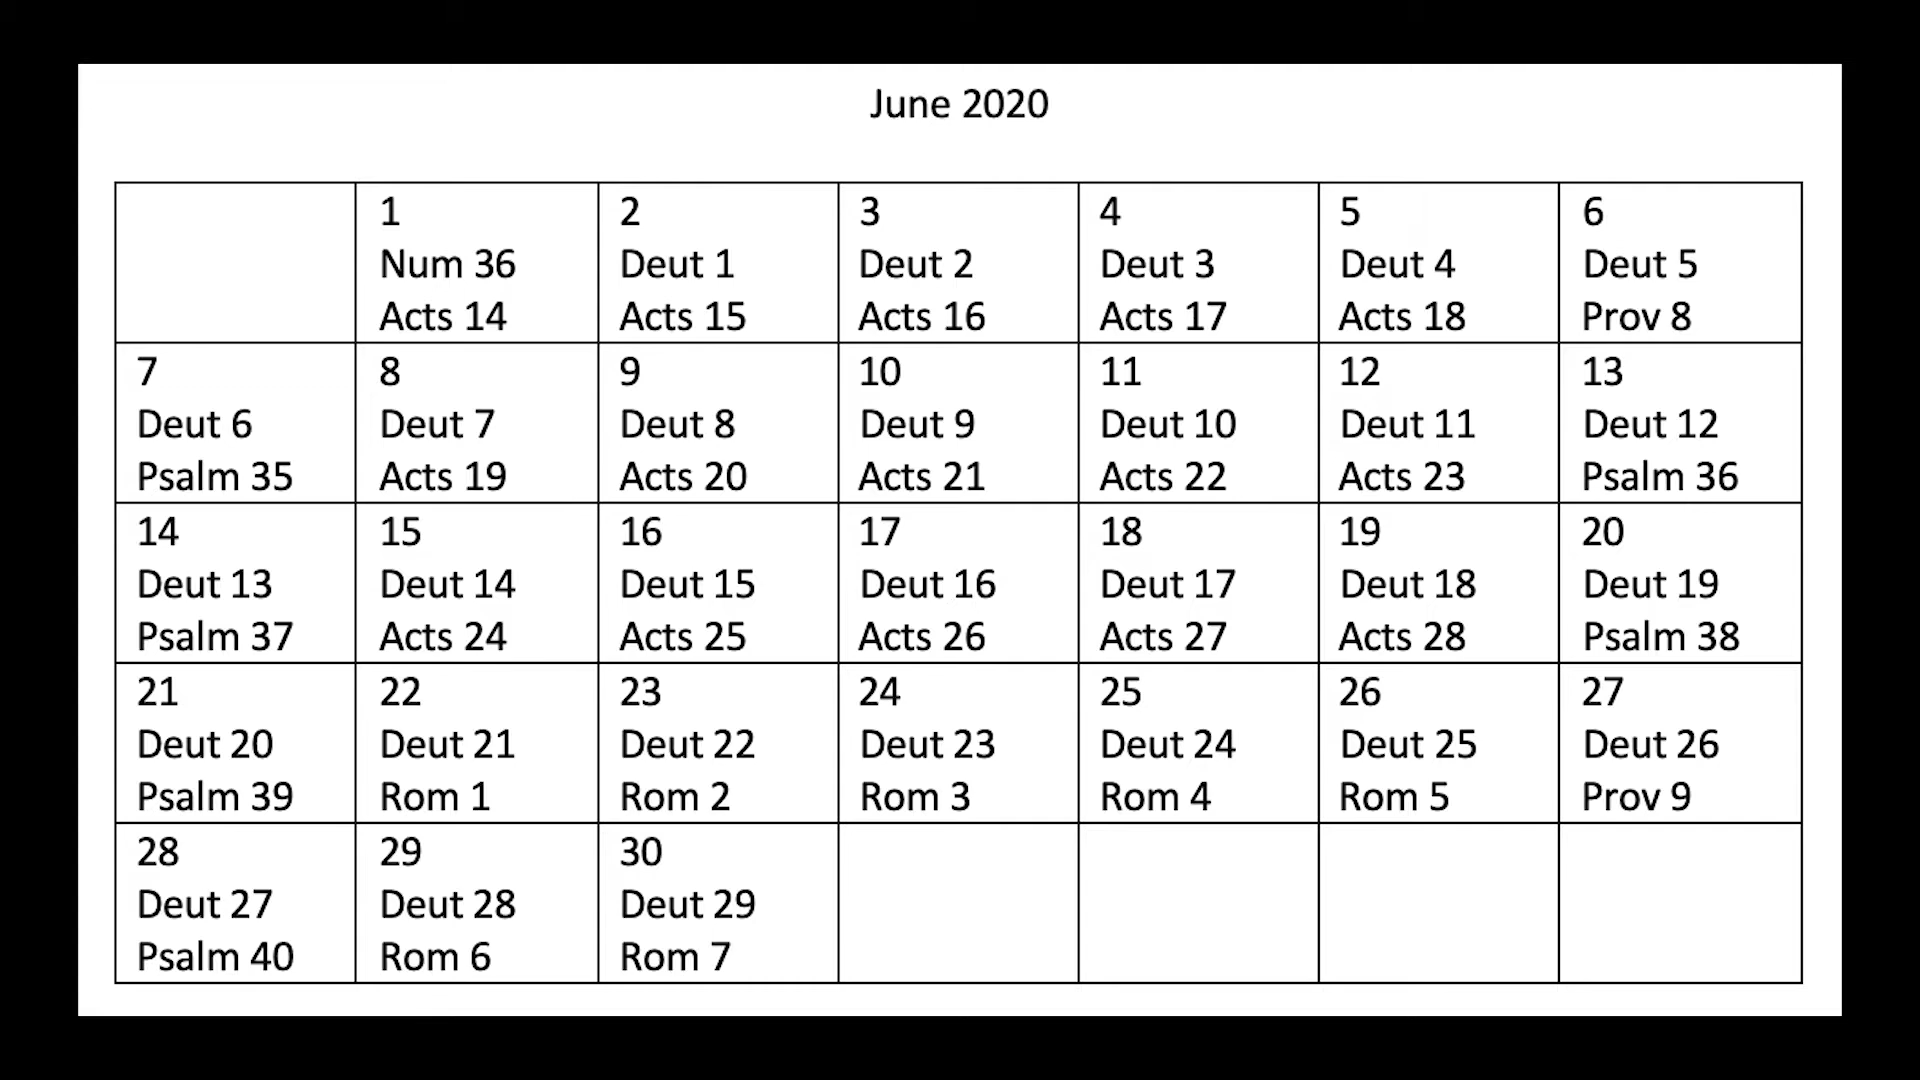 June 2020
1
Num 36
Acts 14
2
Deut 1
Acts 15
3
Deut 2
Acts 16
4
Deut 3
Acts 17
5
Deut 4
Acts 18
6
Deut 5
Prov 8
7
Deut 6
Psalm 35
8
Deut 7
Acts 19
9
Deut 8
Acts 20
10
Deut 9
Acts 21
11
Deut 10
Acts 22
12
Deut 11
Acts 23
13
Deut 12
Psalm 36
14
Deut 13
Psalm 37
15
Deut 14
Acts 24
16
Deut 15
Acts 25
17
Deut 16
Acts 26
18
Deut 17
Acts 27
19
Deut 18
Acts 28
20
Deut 19
Psalm 38
21
Deut 20
Psalm 39
22
Deut 21
Rom 1
23
Deut 22
Rom 2
24
Deut 23
Rom 3
25
Deut 24
Rom 4
26
Deut 25
Rom 5
27
Deut 26
Prov 9
28
Deut 27
Psalm 40
29
Deut 28
Rom 6
30
Deut 29
Rom 7